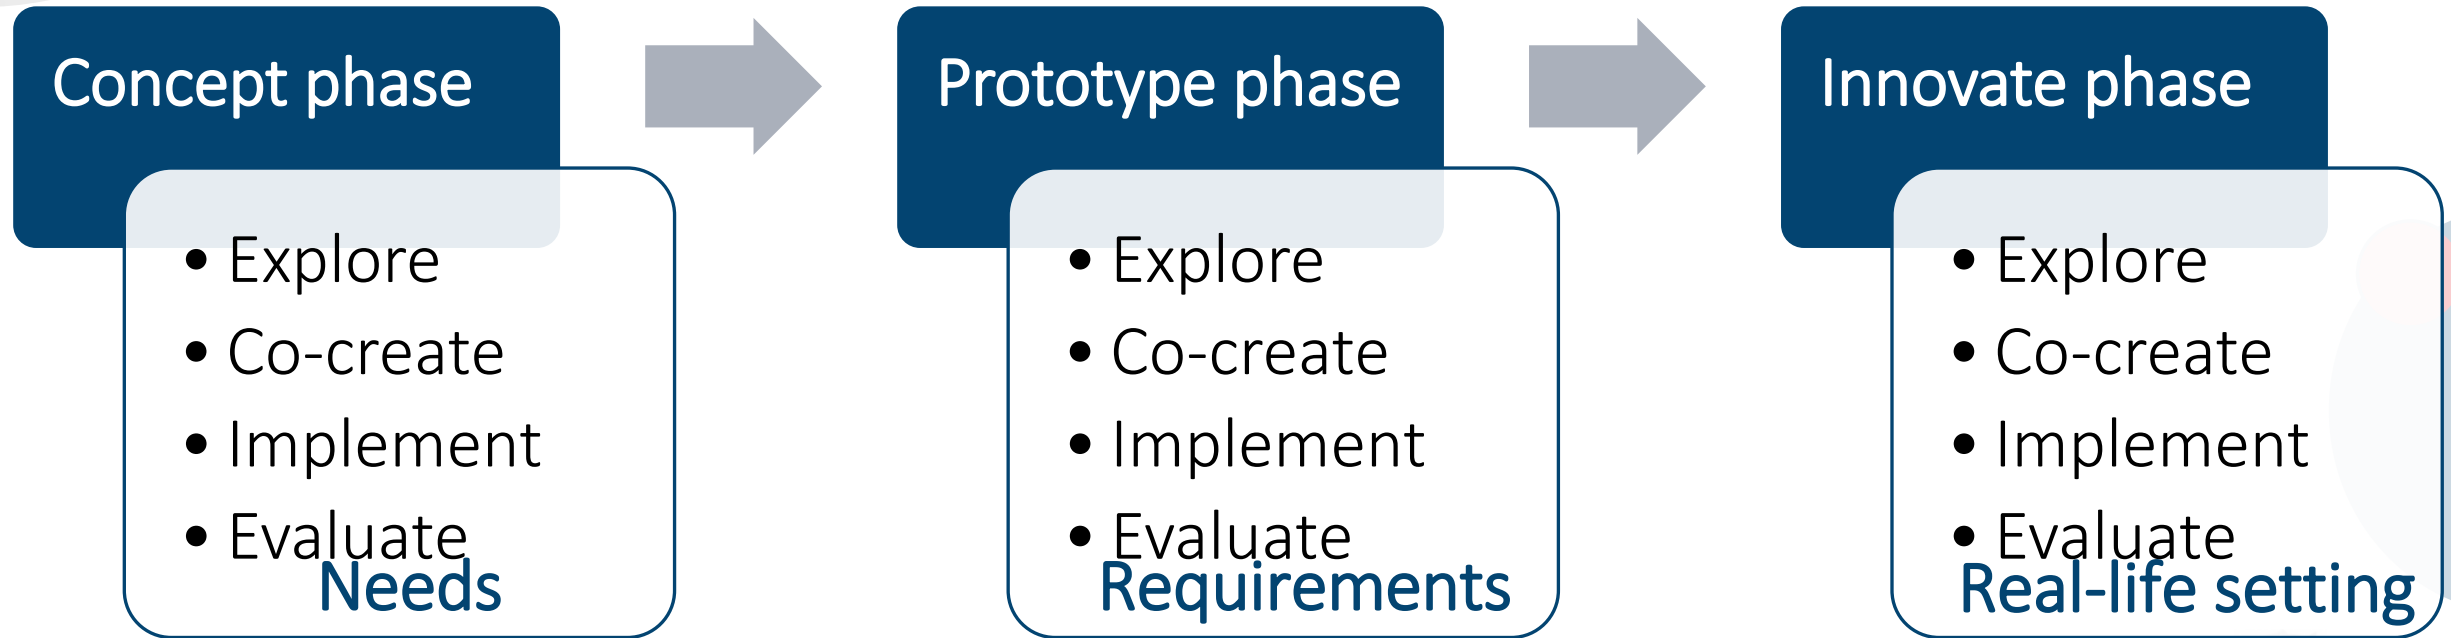 Concept phase
• Explore
• Co-create
• Implement
• Evaluate
Needs
Prototype phase
• Explore
• Co-create
• Implement
• Evaluate
Requirements
Innovate phase
• Explore
• Co-create
• Implement
• Evaluate
Real-life setting